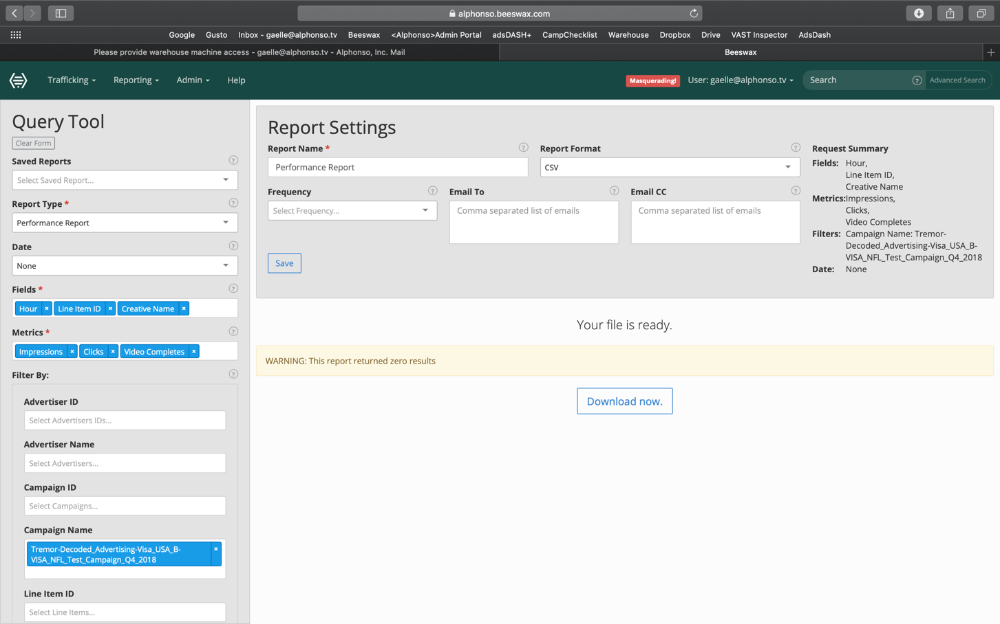 alphonso.beeswax.com
Google Gusto Inbox - gaelle@alphonso.tv Beeswax <Alphonso>Admin Portal adsDASH+ CampChecklist Warehouse Dropbox Drive VAST Inspector AdsDash
Please provide warehouse machine access - gaelle@alphonso.tv - Alphonso, Inc. Mail
Beeswax
Trafficking Reporting Admin Help
Masquerading! User: gaelle@alphonso.tv Search ? Advanced Search
Query Tool
Clear Form
Saved Reports ?
Select Saved Report...
Report Type * ?
Performance Report
Date ?
None
Fields * ?
Hour × Line Item ID × Creative Name ×
Metrics * ?
Impressions × Clicks × Video Completes ×
Filter By: ?
Advertiser ID
Select Advertisers IDs...
Advertiser Name
Select Advertisers...
Campaign ID
Select Campaigns...
Campaign Name
Tremor-Decoded_Advertising-Visa_USA_B- ×
VISA_NFL_Test_Campaign_Q4_2018
Line Item ID
Select Line Items...
Report Settings
Report Name * ?
Performance Report
Report Format ?
CSV
Frequency ?
Select Frequency...
Email To ?
Comma separated list of emails
Email CC ?
Comma separated list of emails
Save
Request Summary
Fields: Hour,
Line Item ID,
Creative Name
Metrics: Impressions,
Clicks,
Video Completes
Filters: Campaign Name: Tremor-
Decoded_Advertising-Visa_USA_B-
VISA_NFL_Test_Campaign_Q4_2018
Date: None
Your file is ready.
WARNING: This report returned zero results
Download now.